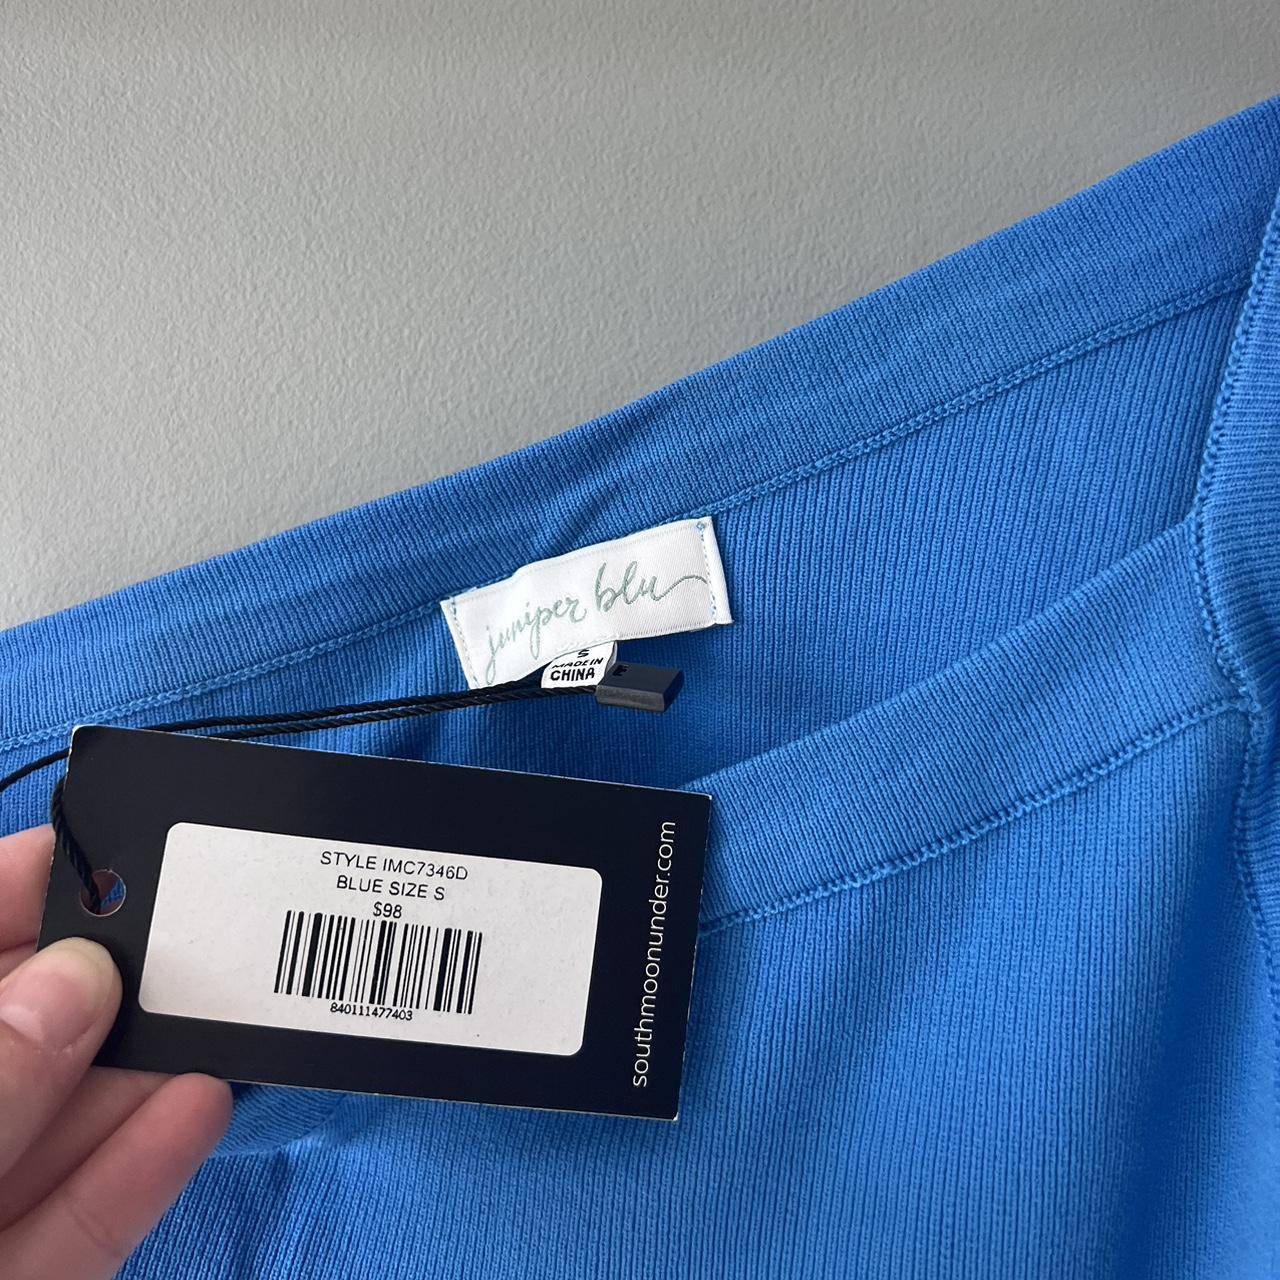 juniper blu
S
MADE IN
CHINA
E
STYLE IMC7346D
BLUE SIZE S
$98
840111477403
southmoonunder.com